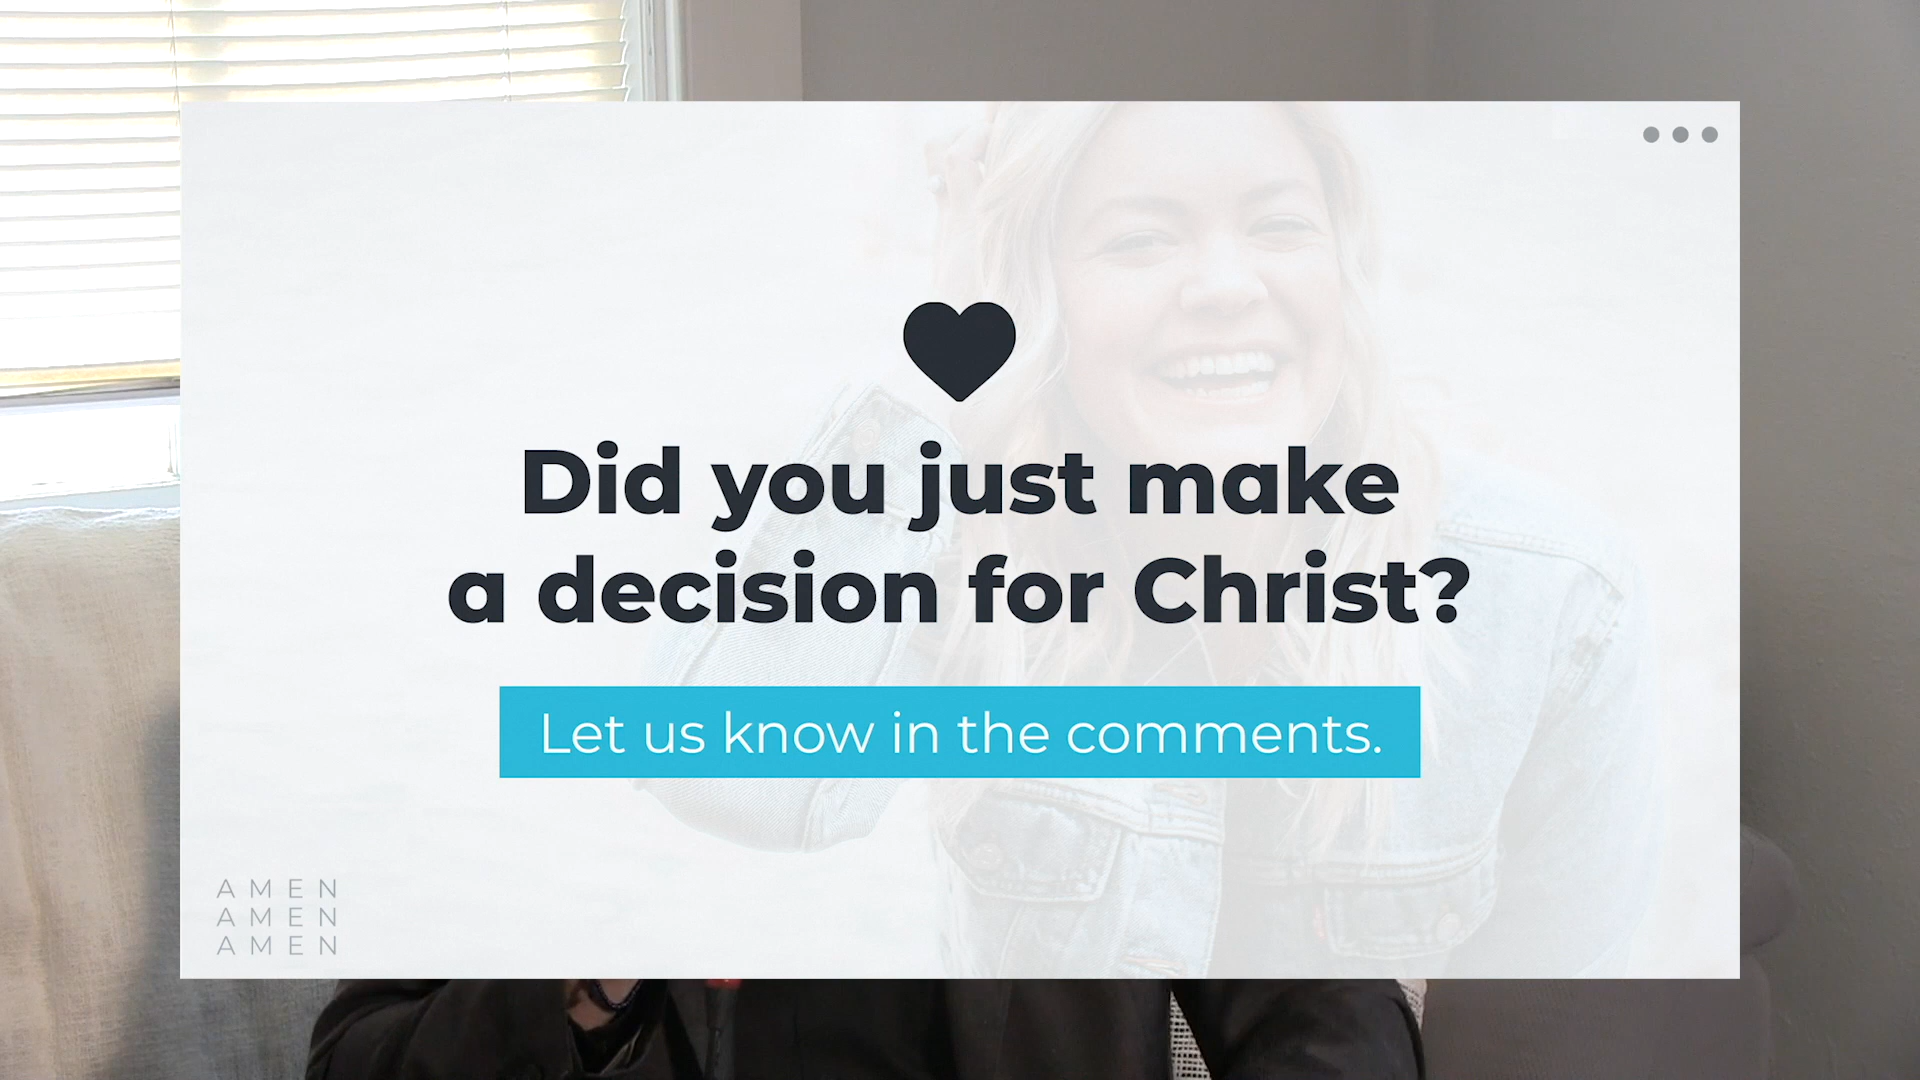 Did you just make
a decision for Christ?
Let us know in the comments.
AMEN
AMEN
AMEN